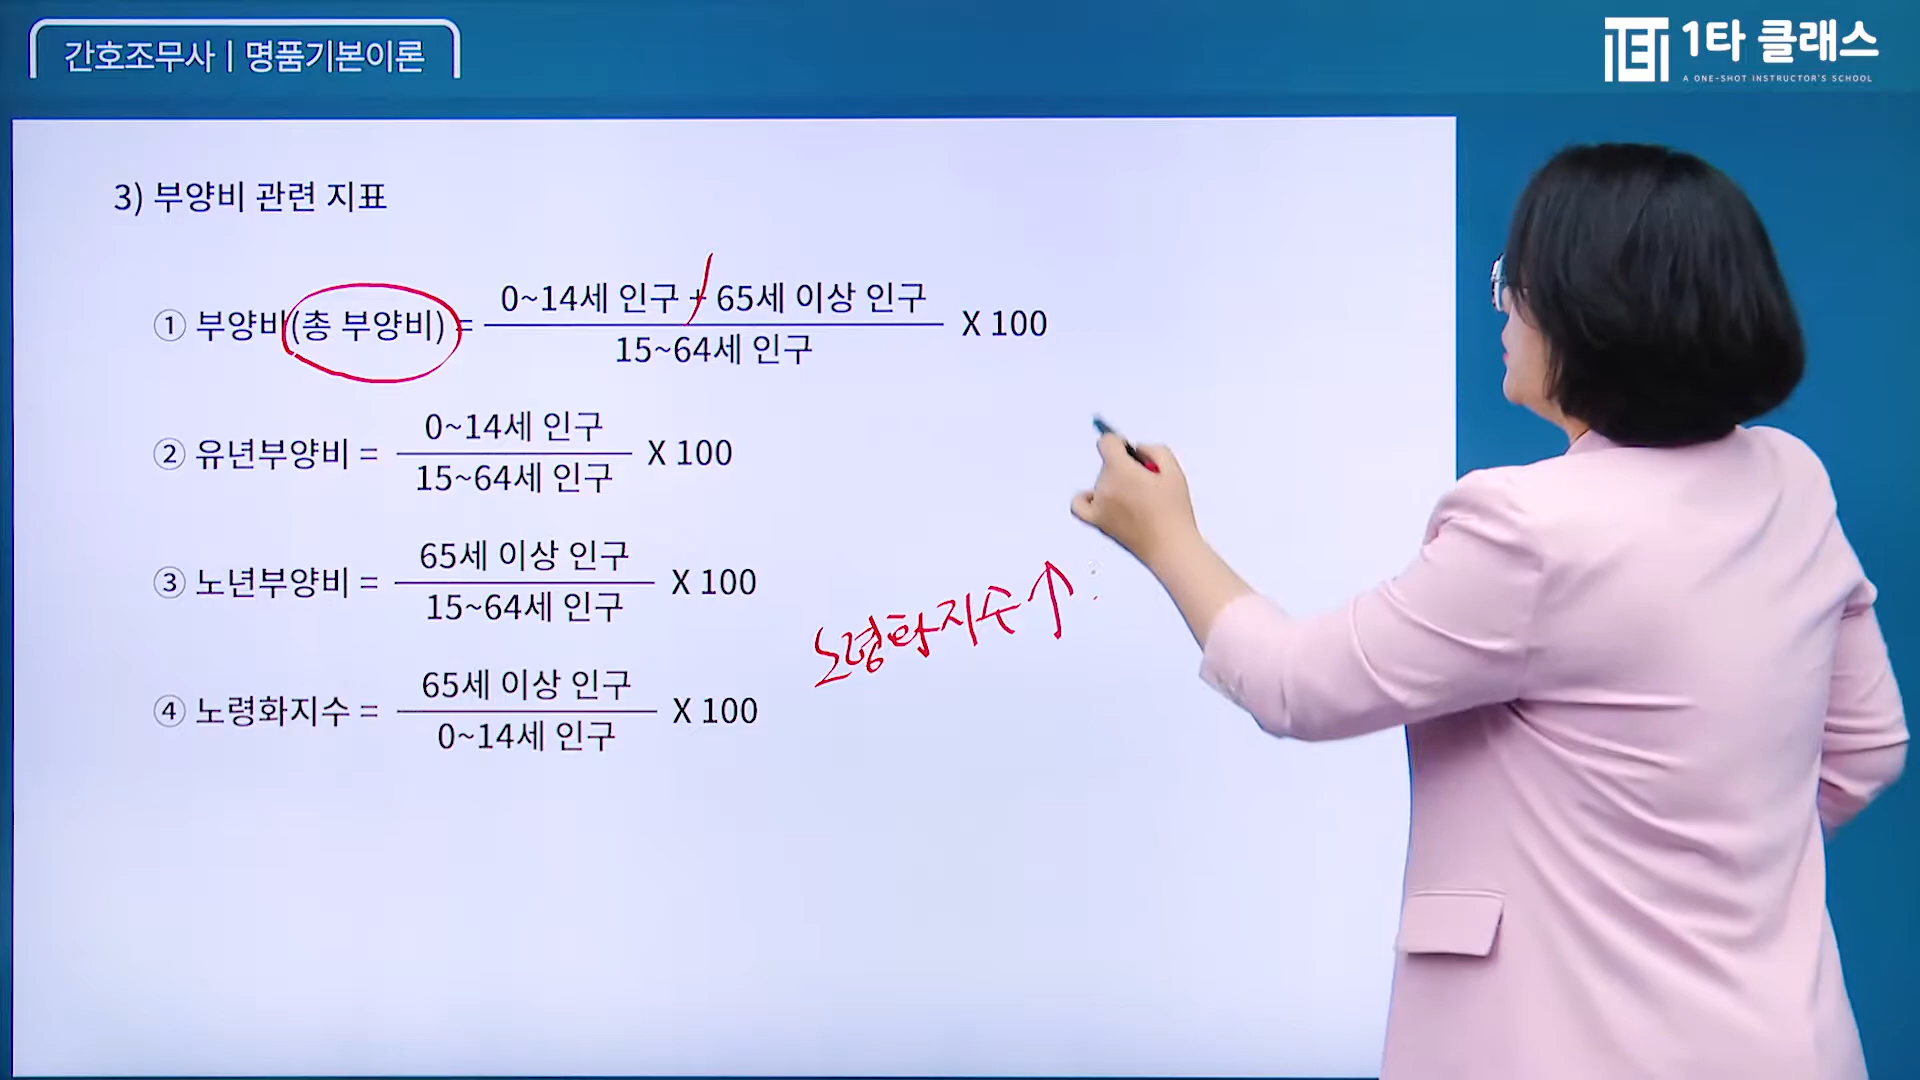 간호조무사 | 명품기본이론
1타 클래스
A ONE-SHOT INSTRUCTOR'S SCHOOL
3) 부양비 관련 지표
① 부양비(총 부양비) = 0~14세 인구 + 65세 이상 인구 / 15~64세 인구 X 100
② 유년부양비 = 0~14세 인구 / 15~64세 인구 X 100
③ 노년부양비 = 65세 이상 인구 / 15~64세 인구 X 100
노령화지수↑
④ 노령화지수 = 65세 이상 인구 / 0~14세 인구 X 100